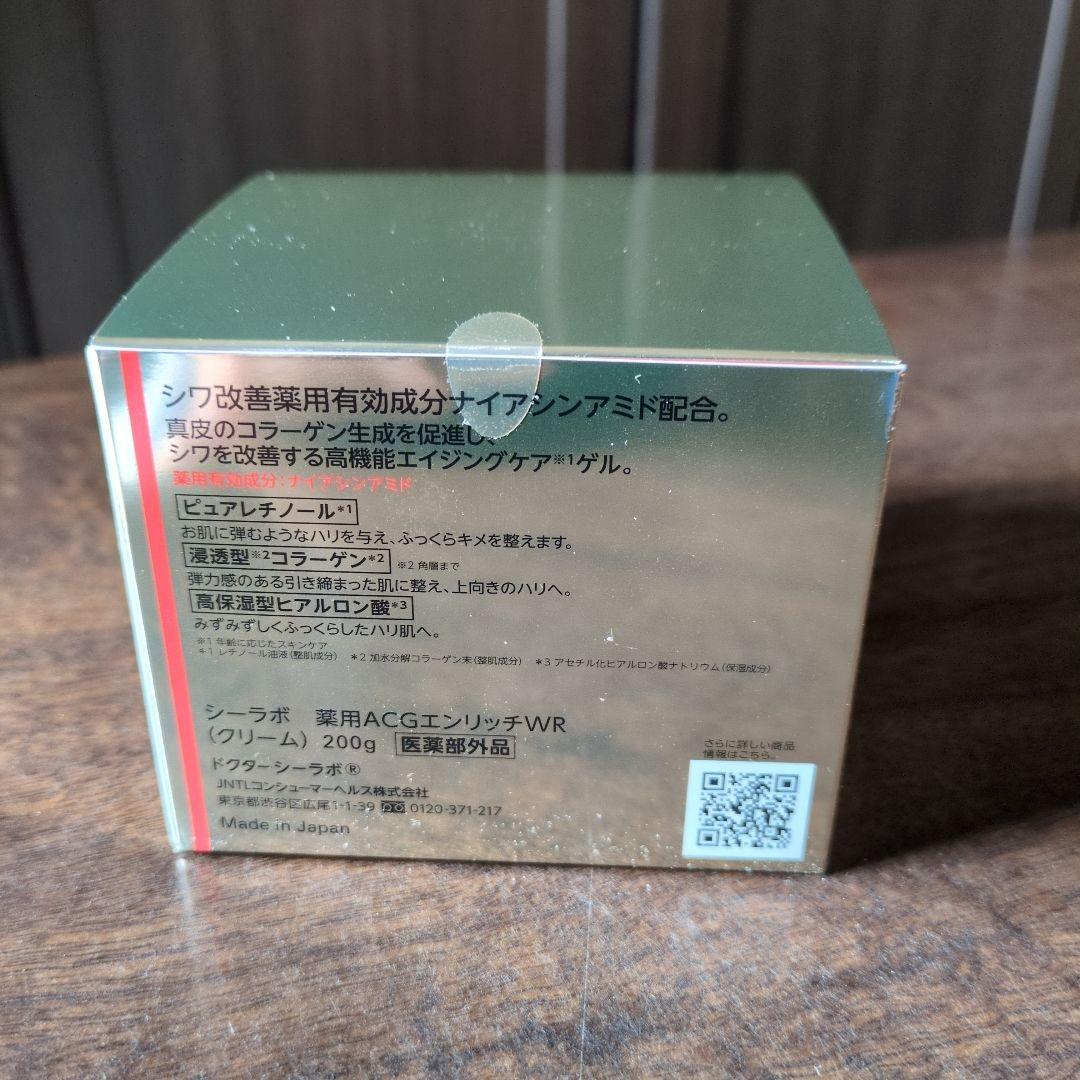 シワ改善薬用有効成分ナイアシンアミド配合。
真皮のコラーゲン生成を促進し、
シワを改善する高機能エイジングケア※1ゲル。
薬用有効成分：ナイアシンアミド
ピュアレチノール*1
お肌に弾むようなハリを与え、ふっくらキメを整えます。
浸透型※2コラーゲン*2 ※2 角層まで
弾力感のある引き締まった肌に整え、上向きのハリへ。
高保湿型ヒアルロン酸*3
みずみずしくふっくらしたハリ肌へ。
※1 年齢に応じたスキンケア
*1 レチノール油液（整肌成分） *2 加水分解コラーゲン末（整肌成分） *3 アセチル化ヒアルロン酸ナトリウム（保湿成分）
シーラボ 薬用ACGエンリッチWR
（クリーム） 200g 医薬部外品
ドクターシーラボ®
JNTLコンシューマーヘルス株式会社
東京都渋谷区広尾1-1-39 0120-371-217
Made in Japan
さらに詳しい商品
情報はこちら。